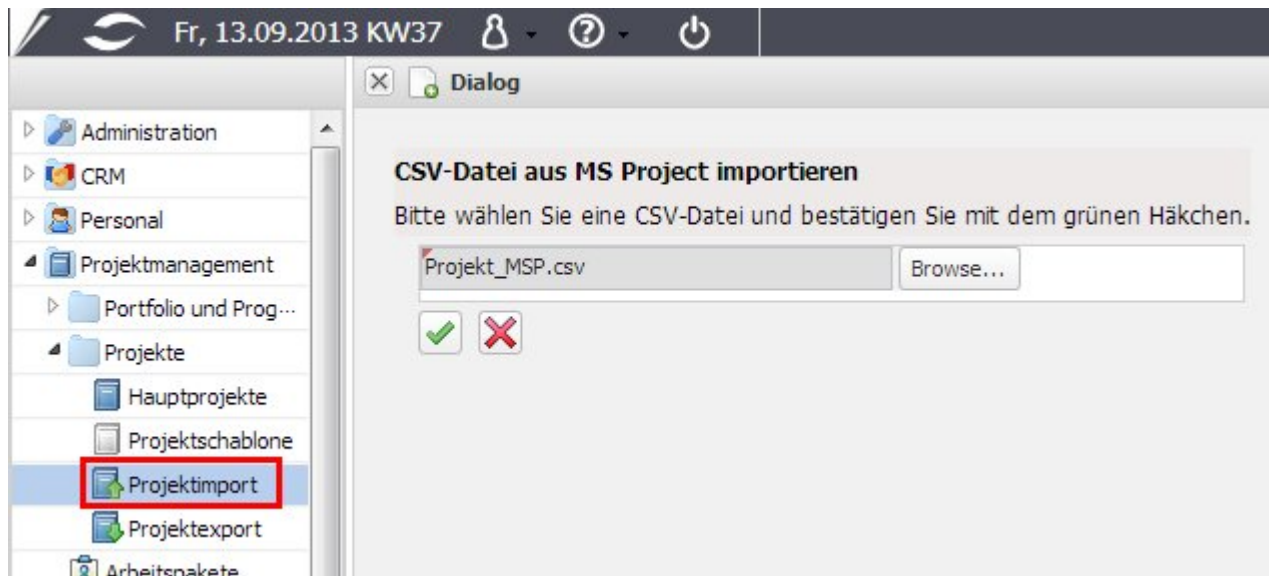 Fr, 13.09.2013 KW37
Dialog
Administration
CRM
Personal
Projektmanagement
Portfolio und Prog...
Projekte
Hauptprojekte
Projektschablone
Projektimport
Projektexport
Arbeitspakete
CSV-Datei aus MS Project importieren
Bitte wählen Sie eine CSV-Datei und bestätigen Sie mit dem grünen Häkchen.
Projekt_MSP.csv
Browse...